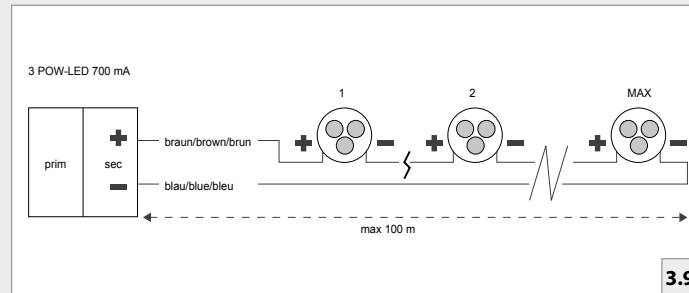 3 POW-LED 700 mA
1
2
MAX
+
braun/brown/brun
+
−
+
−
+
−
prim
sec
−
blau/blue/bleu
max 100 m
3.9